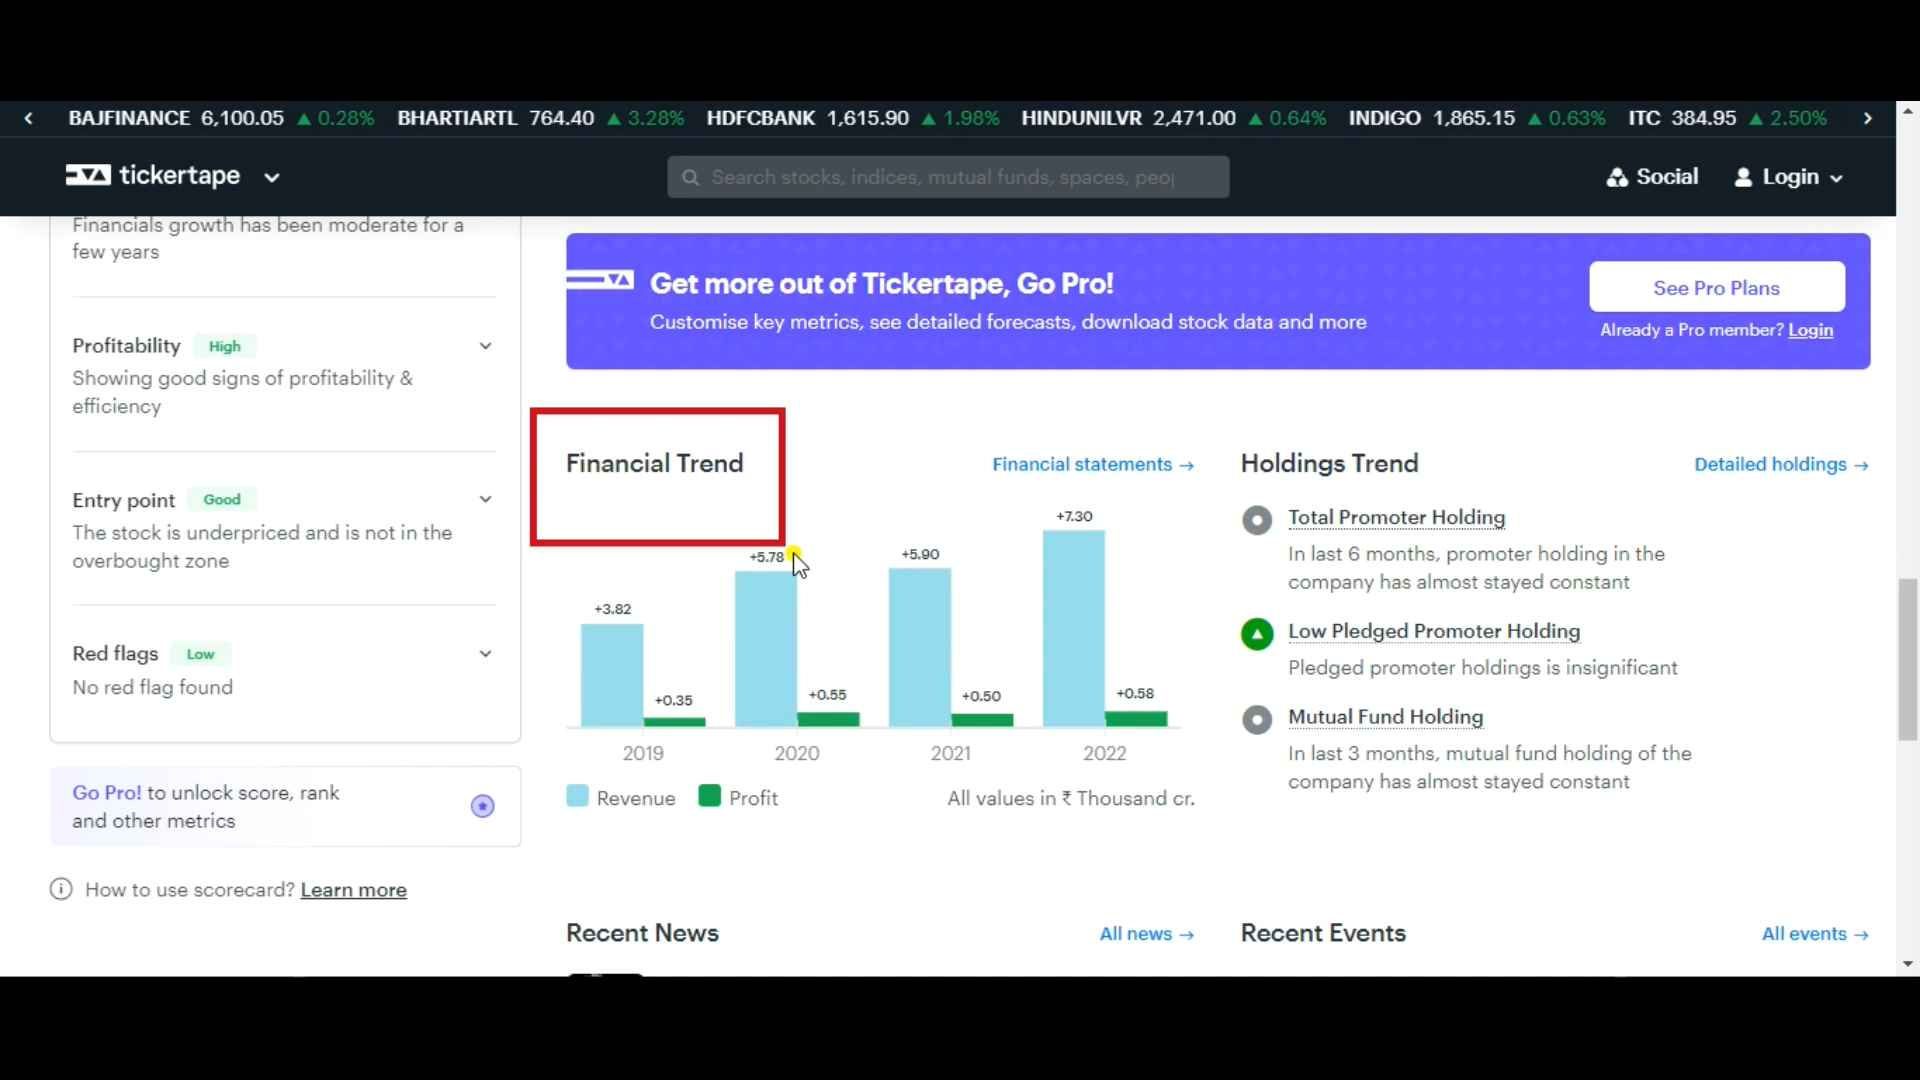 BAJFINANCE 6,100.05 ▲ 0.28% BHARTIARTL 764.40 ▲ 3.28% HDFCBANK 1,615.90 ▲ 1.98% HINDUNILVR 2,471.00 ▲ 0.64% INDIGO 1,865.15 ▲ 0.63% ITC 384.95 ▲ 2.50%
tickertape
Search stocks, indices, mutual funds, spaces, peop
Social
Login
Financials growth has been moderate for a
few years
Profitability High
Showing good signs of profitability &
efficiency
Entry point Good
The stock is underpriced and is not in the
overbought zone
Red flags Low
No red flag found
Go Pro! to unlock score, rank
and other metrics
How to use scorecard? Learn more
Get more out of Tickertape, Go Pro!
Customise key metrics, see detailed forecasts, download stock data and more
See Pro Plans
Already a Pro member? Login
Financial Trend
Financial statements →
+3.82
+0.35
+5.78
+0.55
+5.90
+0.50
+7.30
+0.58
2019 2020 2021 2022
Revenue Profit
All values in ₹ Thousand cr.
Holdings Trend
Detailed holdings →
Total Promoter Holding
In last 6 months, promoter holding in the
company has almost stayed constant
Low Pledged Promoter Holding
Pledged promoter holdings is insignificant
Mutual Fund Holding
In last 3 months, mutual fund holding of the
company has almost stayed constant
Recent News
All news →
Recent Events
All events →